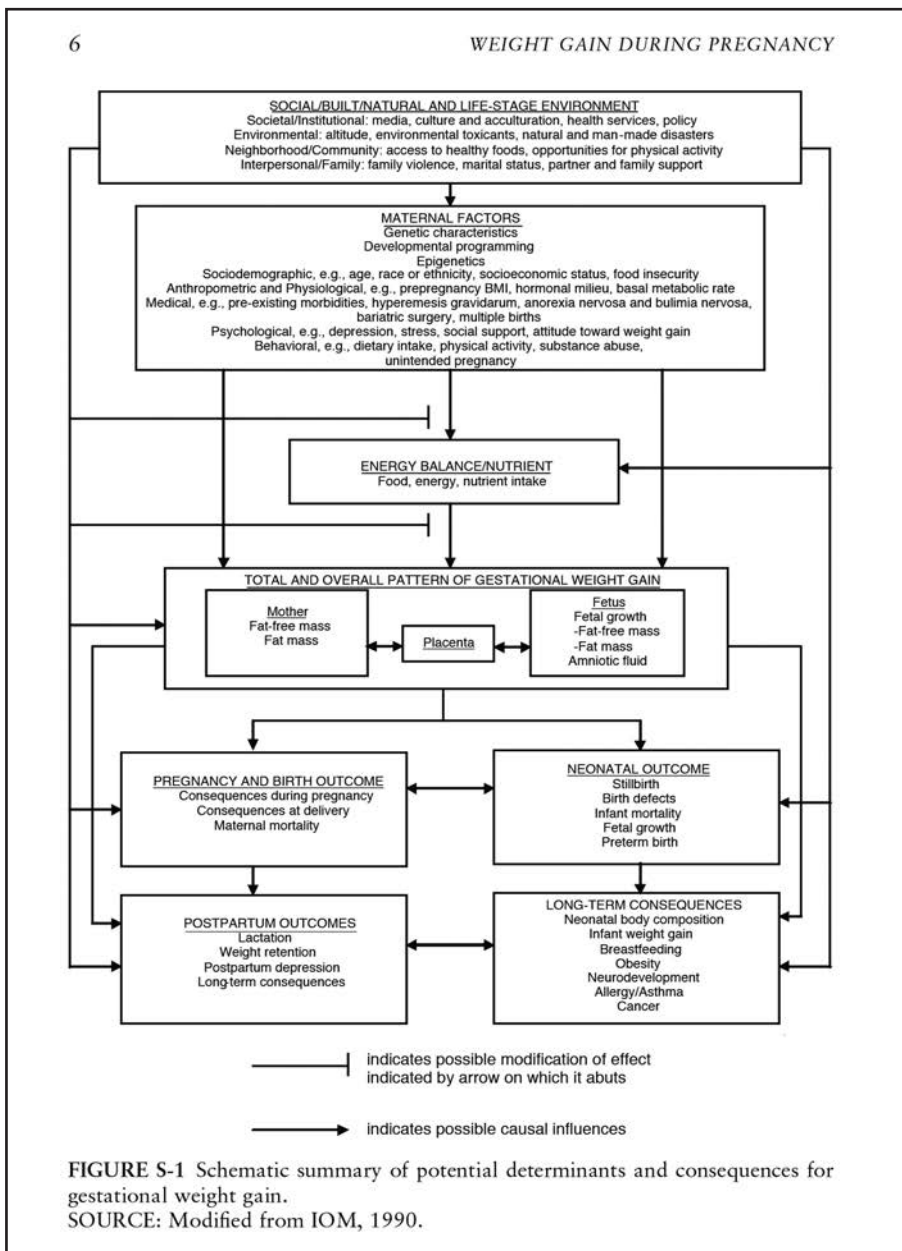 6
WEIGHT GAIN DURING PREGNANCY
SOCIAL/BUILT/NATURAL AND LIFE-STAGE ENVIRONMENT
Societal/Institutional: media, culture and acculturation, health services, policy
Environmental: altitude, environmental toxicants, natural and man-made disasters
Neighborhood/Community: access to healthy foods, opportunities for physical activity
Interpersonal/Family: family violence, marital status, partner and family support
MATERNAL FACTORS
Genetic characteristics
Developmental programming
Epigenetics
Sociodemographic, e.g., age, race or ethnicity, socioeconomic status, food insecurity
Anthropometric and Physiological, e.g., prepregnancy BMI, hormonal milieu, basal metabolic rate
Medical, e.g., pre-existing morbidities, hyperemesis gravidarum, anorexia nervosa and bulimia nervosa,
bariatric surgery, multiple births
Psychological, e.g., depression, stress, social support, attitude toward weight gain
Behavioral, e.g., dietary intake, physical activity, substance abuse,
unintended pregnancy
ENERGY BALANCE/NUTRIENT
Food, energy, nutrient intake
TOTAL AND OVERALL PATTERN OF GESTATIONAL WEIGHT GAIN
Mother
Fat-free mass
Fat mass
Placenta
Fetus
Fetal growth
-Fat-free mass
-Fat mass
Amniotic fluid
PREGNANCY AND BIRTH OUTCOME
Consequences during pregnancy
Consequences at delivery
Maternal mortality
NEONATAL OUTCOME
Stillbirth
Birth defects
Infant mortality
Fetal growth
Preterm birth
POSTPARTUM OUTCOMES
Lactation
Weight retention
Postpartum depression
Long-term consequences
LONG-TERM CONSEQUENCES
Neonatal body composition
Infant weight gain
Breastfeeding
Obesity
Neurodevelopment
Allergy/Asthma
Cancer
indicates possible modification of effect
indicated by arrow on which it abuts
indicates possible causal influences
FIGURE S-1 Schematic summary of potential determinants and consequences for
gestational weight gain.
SOURCE: Modified from IOM, 1990.